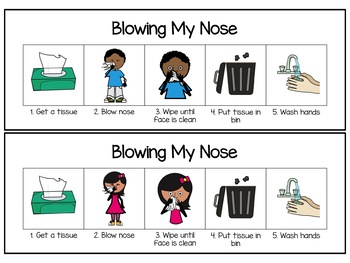 Blowing My Nose
1. Get a tissue
2. Blow nose
3. Wipe until
Face is clean
4. Put tissue in
bin
5. Wash hands
Blowing My Nose
1. Get a tissue
2. Blow nose
3. Wipe until
Face is clean
4. Put tissue in
bin
5. Wash hands